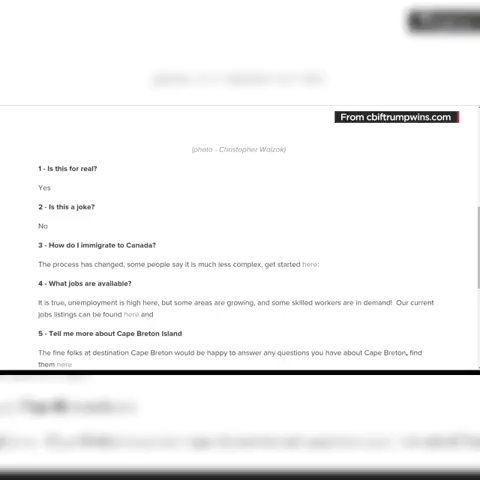 From cbiftrumpwins.com
(photo - Christopher Walzak)
1 - Is this for real?
Yes
2 - Is this a joke?
No
3 - How do I immigrate to Canada?
The process has changed, some people say it is much less complex, get started here:
4 - What jobs are available?
It is true, unemployment is high here, but some areas are growing, and some skilled workers are in demand! Our current
jobs listings can be found here and
5 - Tell me more about Cape Breton Island
The fine folks at destination Cape Breton would be happy to answer any questions you have about Cape Breton, find
them here